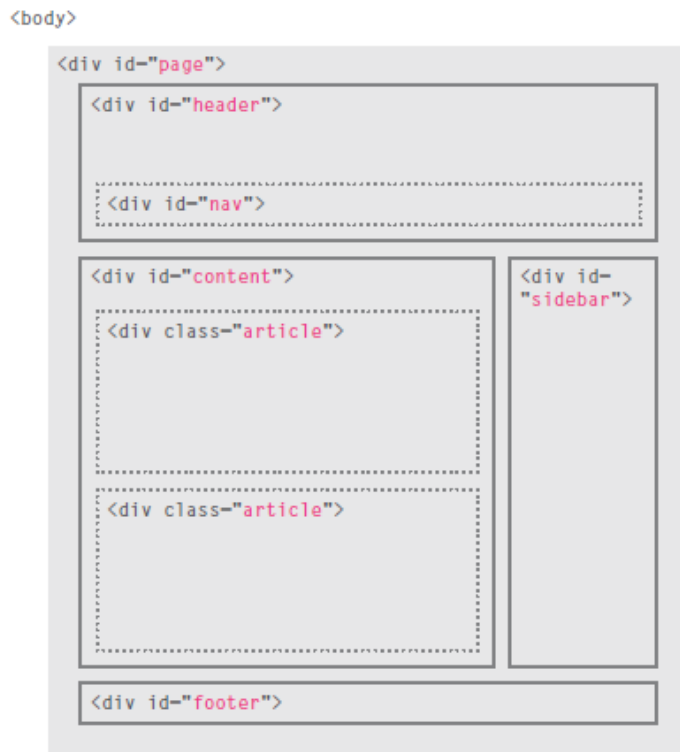 <body>
<div id="page">
<div id="header">
<div id="nav">
<div id="content">
<div id=
"sidebar">
<div class="article">
<div class="article">
<div id="footer">